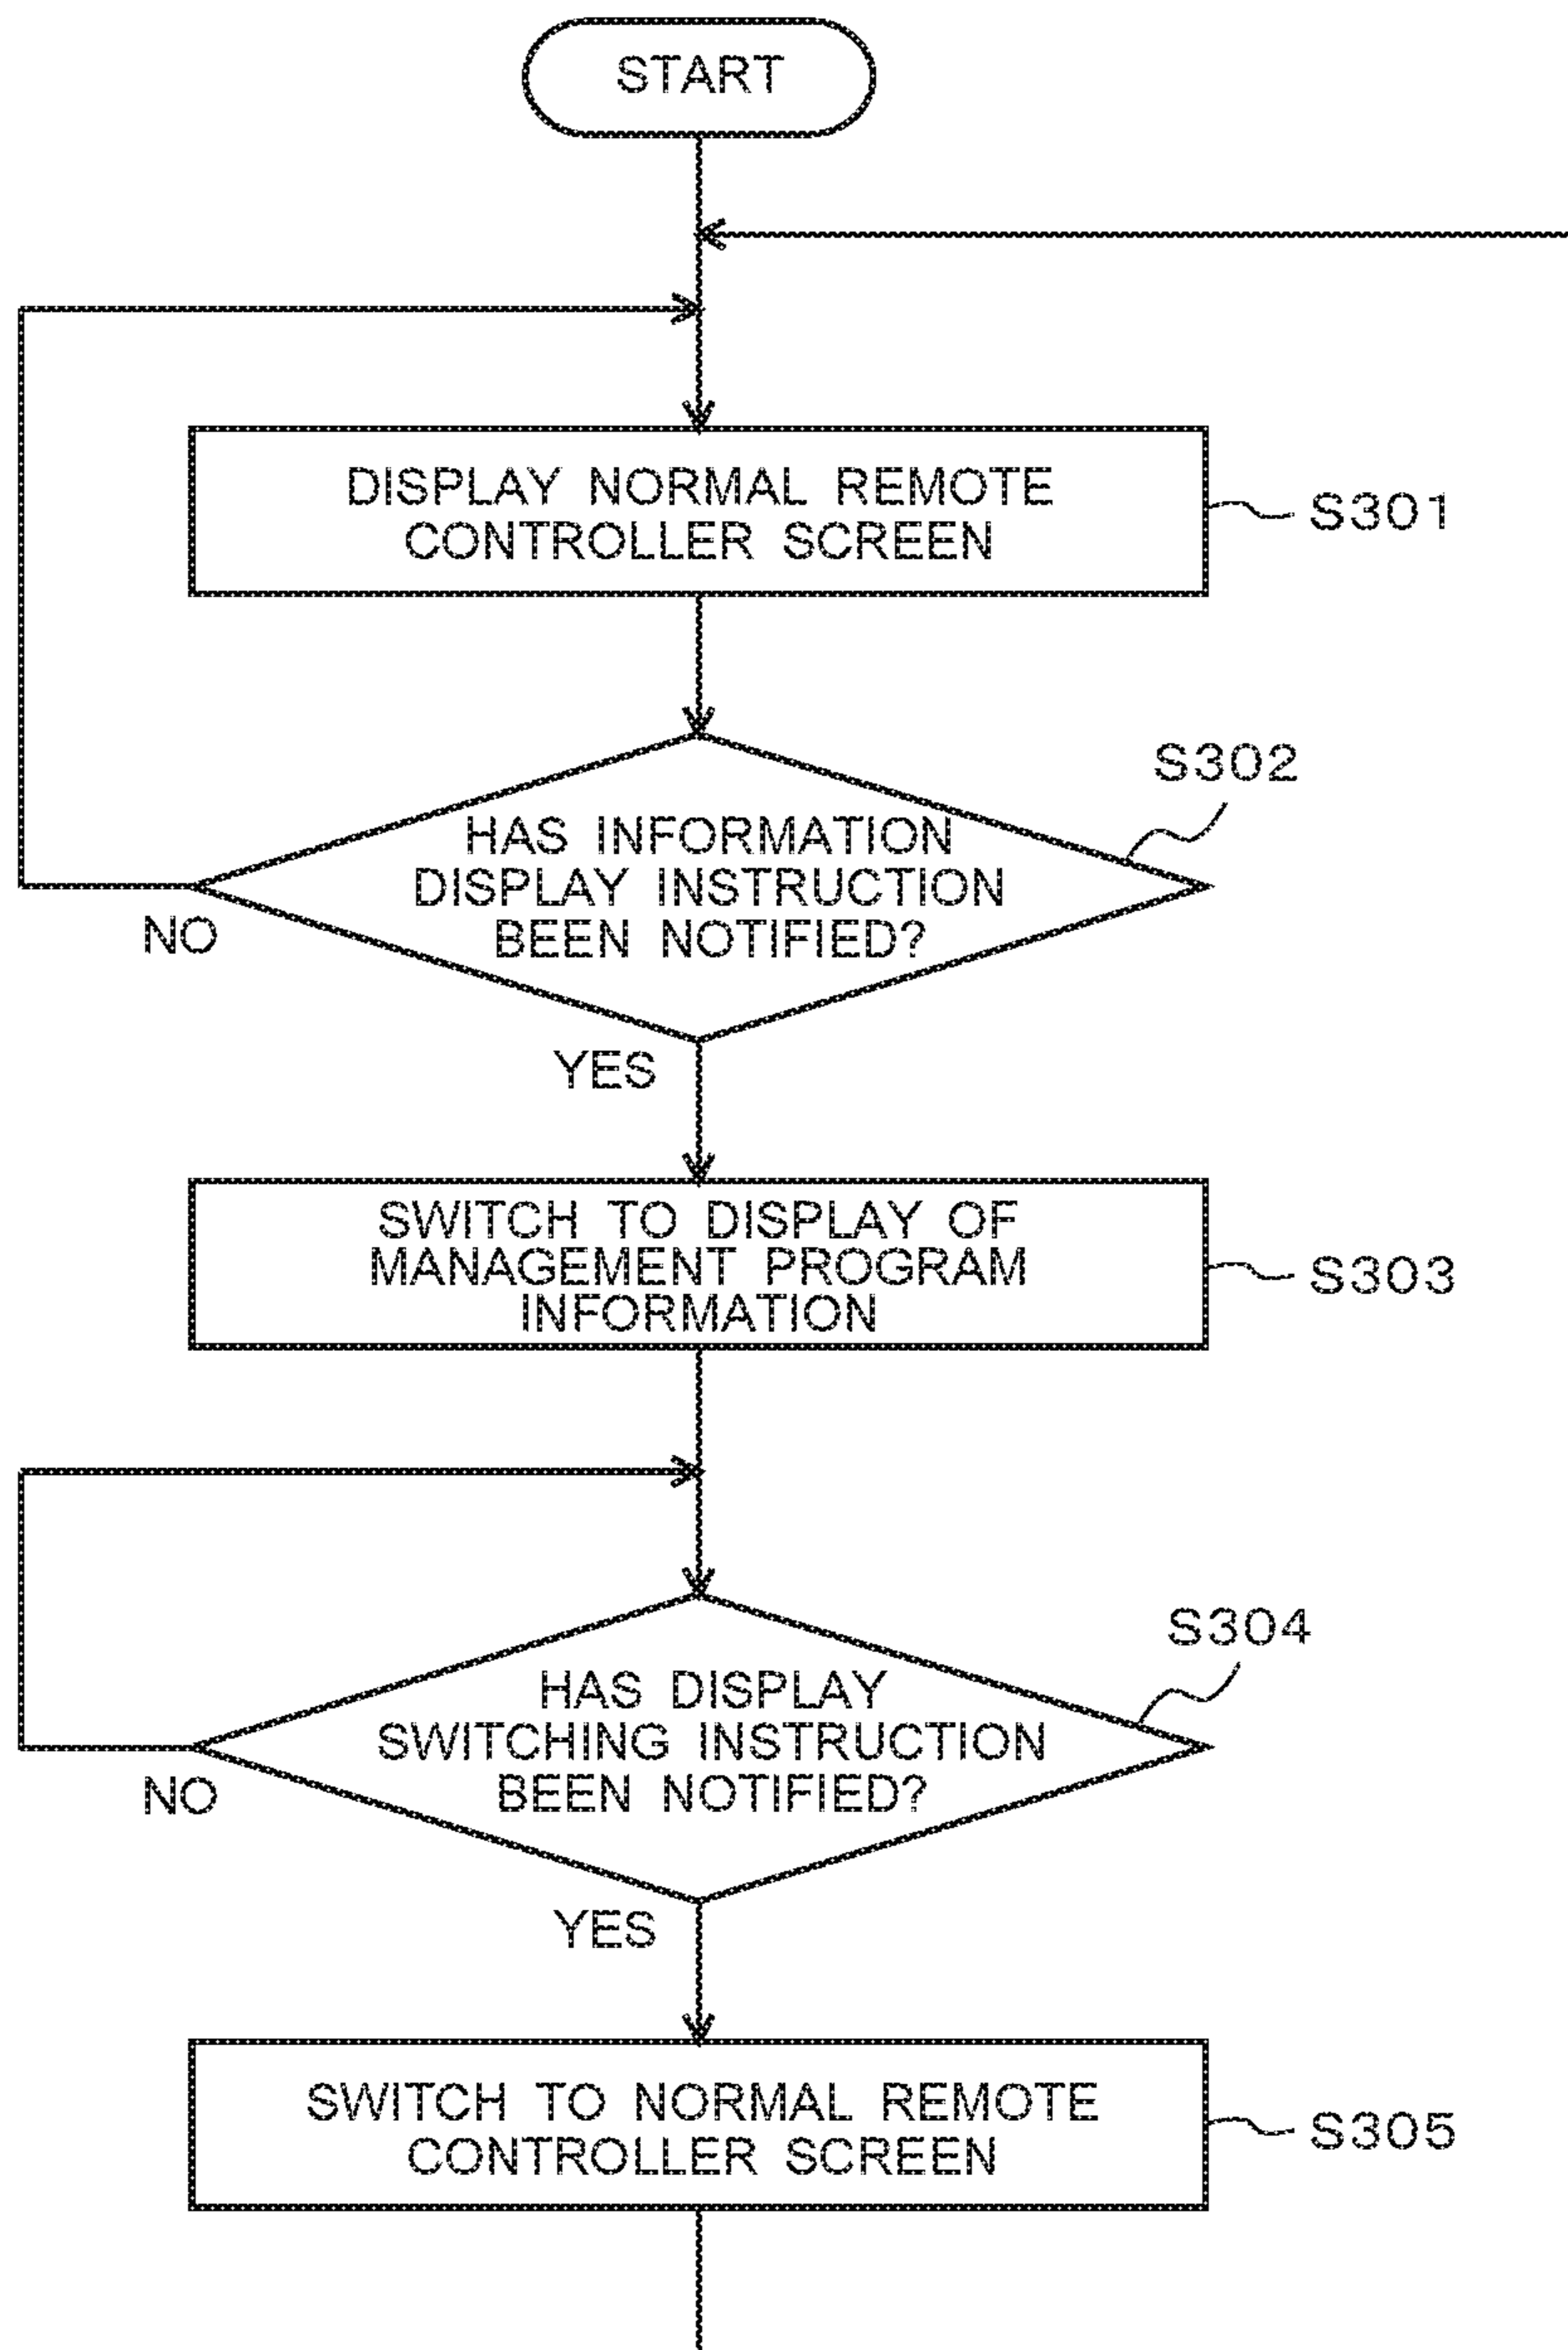 START
DISPLAY NORMAL REMOTE
CONTROLLER SCREEN
S301
S302
HAS INFORMATION
DISPLAY INSTRUCTION
BEEN NOTIFIED?
NO
YES
SWITCH TO DISPLAY OF
MANAGEMENT PROGRAM
INFORMATION
S303
S304
HAS DISPLAY
SWITCHING INSTRUCTION
BEEN NOTIFIED?
NO
YES
SWITCH TO NORMAL REMOTE
CONTROLLER SCREEN
S305